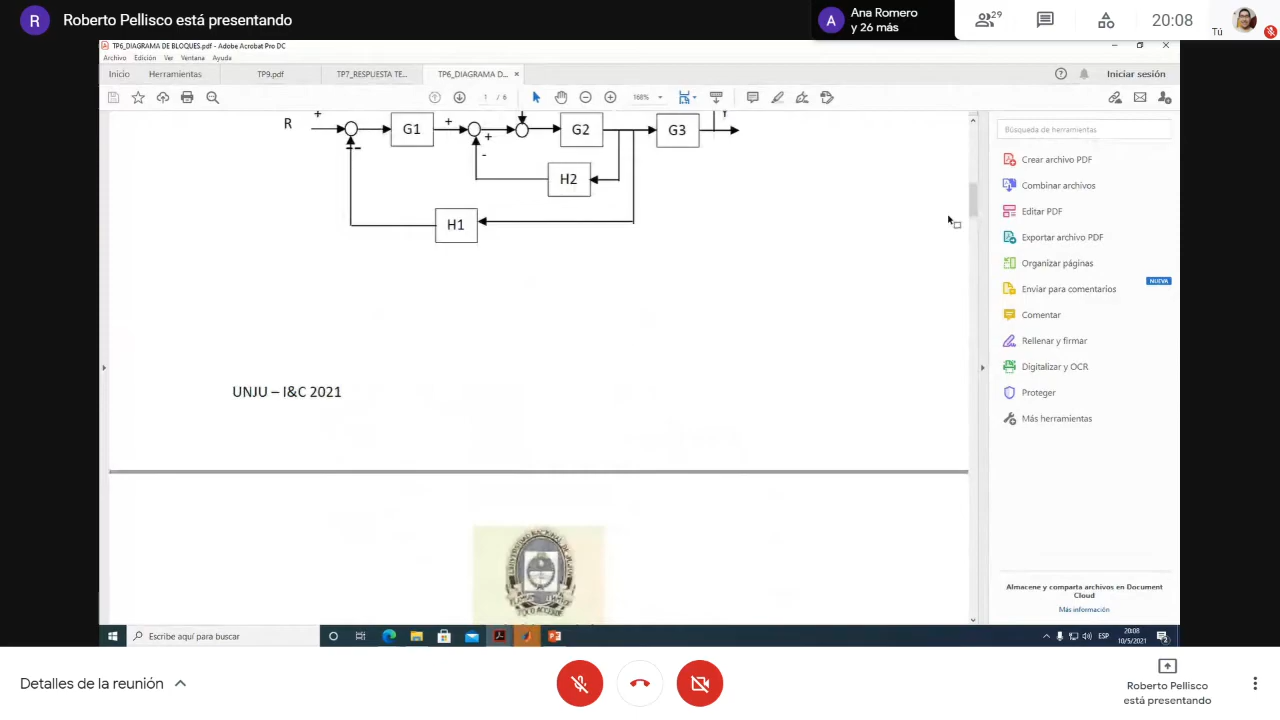 R
Roberto Pellisco está presentando
A
Ana Romero
y 26 más
29
20:08
Tú
TP6_DIAGRAMA DE BLOQUES.pdf - Adobe Acrobat Pro DC
Archivo Edición Ver Ventana Ayuda
Inicio Herramientas TP9.pdf TP7_RESPUESTA TE... TP6_DIAGRAMA D... × Iniciar sesión
1 / 6 168%
R + G1 + + G2 G3 Y
-
H2
H1
UNJU – I&C 2021
Búsqueda de herramientas
Crear archivo PDF
Combinar archivos
Editar PDF
Exportar archivo PDF
Organizar páginas
Enviar para comentarios
NUEVA
Comentar
Rellenar y firmar
Digitalizar y OCR
Proteger
Más herramientas
Almacene y comparta archivos en Document
Cloud
Más información
Escribe aquí para buscar
ESP
20:08
10/5/2021
Detalles de la reunión
Roberto Pellisco
está presentando